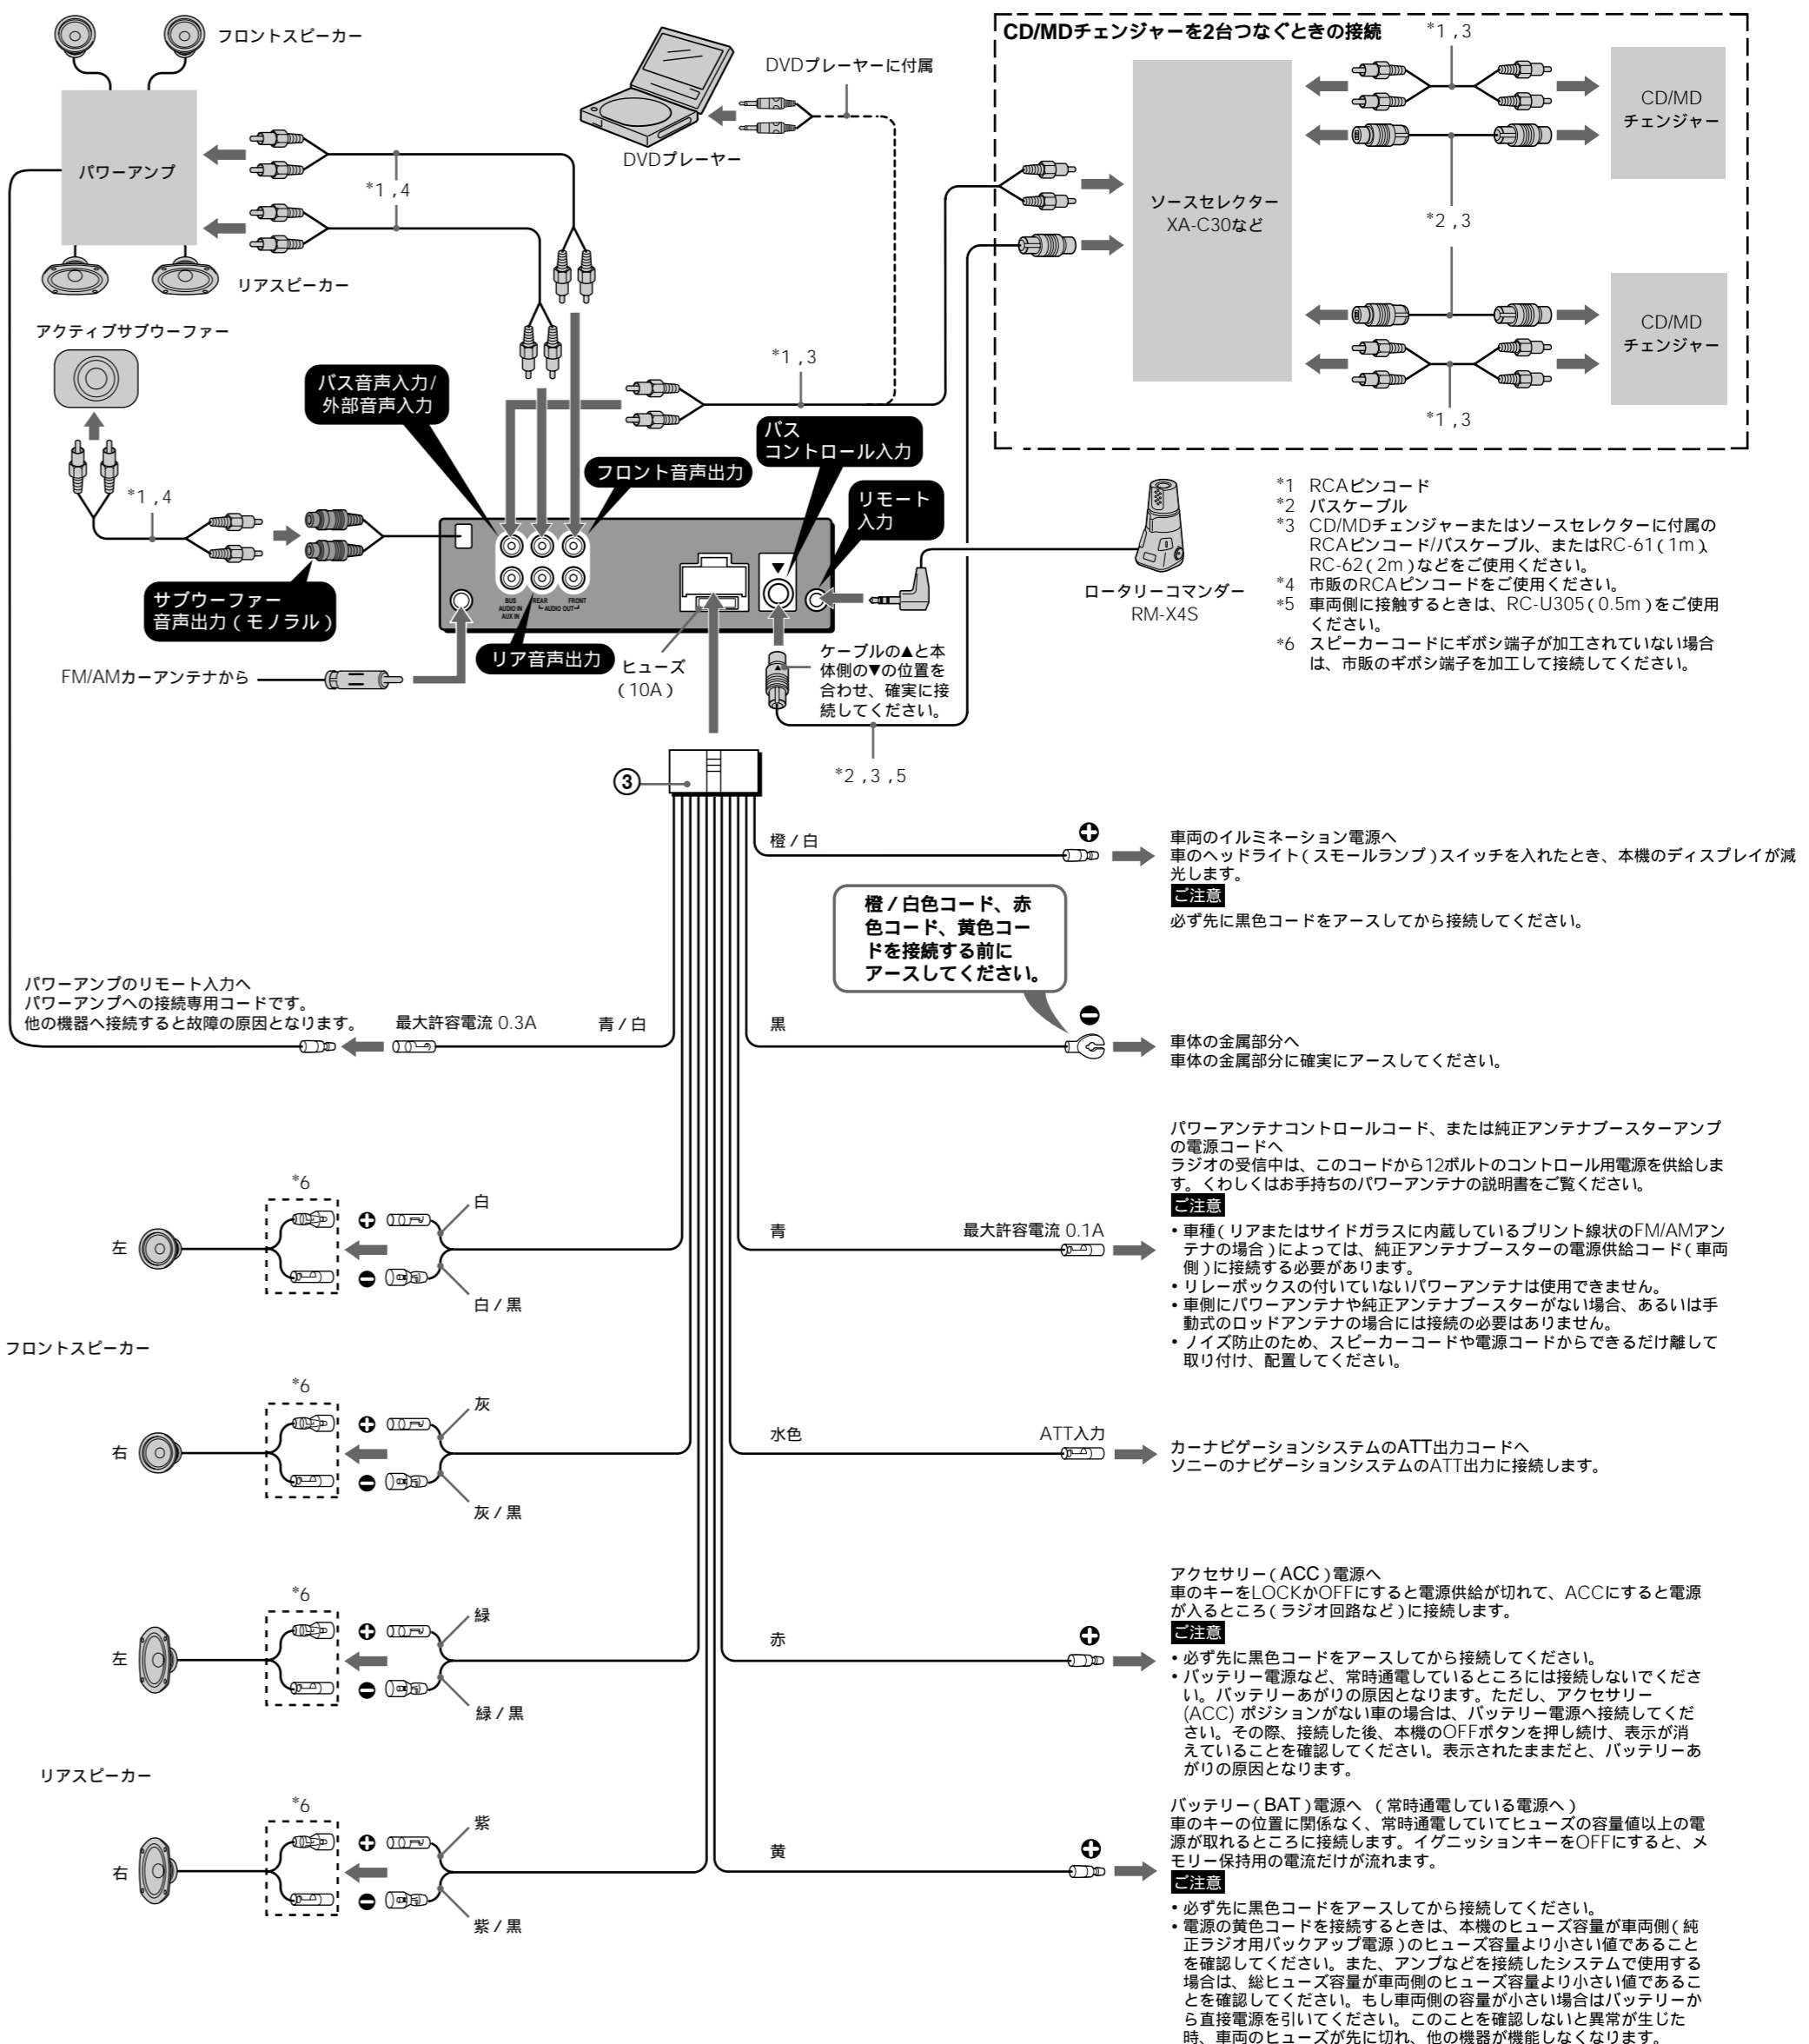 フロントスピーカー
パワーアンプ
*1 ,4
リアスピーカー
アクティブサブウーファー
*1 ,4
DVDプレーヤーに付属
DVDプレーヤー
*1 ,3
CD/MDチェンジャーを2台つなぐときの接続
*1 ,3
CD/MD
チェンジャー
ソースセレクター
XA-C30など
*2 ,3
CD/MD
チェンジャー
*1 ,3
バス音声入力/
外部音声入力
フロント音声出力
バス
コントロール入力
リモート
入力
サブウーファー
音声出力(モノラル)
リア音声出力
BUS
AUDIO IN
AUX IN
REAR
FRONT
AUDIO OUT
FM/AMカーアンテナから
ヒューズ
(10A)
ケーブルの▲と本
体側の▼の位置を
合わせ、確実に接
続してください。
*2 ,3 ,5
ロータリーコマンダー
RM-X4S
*1 RCAピンコード
*2 バスケーブル
*3 CD/MDチェンジャーまたはソースセレクターに付属の
RCAピンコード/バスケーブル、またはRC-61(1m)、
RC-62(2m)などをご使用ください。
*4 市販のRCAピンコードをご使用ください。
*5 車両側に接触するときは、RC-U305(0.5m)をご使用
ください。
*6 スピーカーコードにギボシ端子が加工されていない場合
は、市販のギボシ端子を加工して接続してください。
③
橙 / 白
車両のイルミネーション電源へ
車のヘッドライト(スモールランプ)スイッチを入れたとき、本機のディスプレイが減
光します。
ご注意
必ず先に黒色コードをアースしてから接続してください。
橙 / 白色コード、赤
色コード、黄色コー
ドを接続する前に
アースしてください。
パワーアンプのリモート入力へ
パワーアンプへの接続専用コードです。
他の機器へ接続すると故障の原因となります。
最大許容電流 0.3A
青 / 白
黒
車体の金属部分へ
車体の金属部分に確実にアースしてください。
パワーアンテナコントロールコード、または純正アンテナブースターアンプ
の電源コードへ
ラジオの受信中は、このコードから12ボルトのコントロール用電源を供給しま
す。くわしくはお手持ちのパワーアンテナの説明書をご覧ください。
ご注意
• 車種(リアまたはサイドガラスに内蔵しているプリント線状のFM/AMアン
テナの場合)によっては、純正アンテナブースターの電源供給コード(車両
側)に接続する必要があります。
• リレーボックスの付いていないパワーアンテナは使用できません。
• 車側にパワーアンテナや純正アンテナブースターがない場合、あるいは手
動式のロッドアンテナの場合には接続の必要はありません。
• ノイズ防止のため、スピーカーコードや電源コードからできるだけ離して
取り付け、配置してください。
青
最大許容電流 0.1A
*6
白
左
白 / 黒
フロントスピーカー
*6
灰
右
灰 / 黒
水色
ATT入力
カーナビゲーションシステムのATT出力コードへ
ソニーのナビゲーションシステムのATT出力に接続します。
*6
緑
左
緑 / 黒
リアスピーカー
*6
紫
右
紫 / 黒
赤
アクセサリー(ACC)電源へ
車のキーをLOCKかOFFにすると電源供給が切れて、ACCにすると電源
が入るところ(ラジオ回路など)に接続します。
ご注意
• 必ず先に黒色コードをアースしてから接続してください。
• バッテリー電源など、常時通電しているところには接続しないでくださ
い。バッテリーあがりの原因となります。ただし、アクセサリー
(ACC) ポジションがない車の場合は、バッテリー電源へ接続してくだ
さい。その際、接続した後、本機のOFFボタンを押し続け、表示が消
えていることを確認してください。表示されたままだと、バッテリーあ
がりの原因となります。
黄
バッテリー(BAT)電源へ (常時通電している電源へ)
車のキーの位置に関係なく、常時通電していてヒューズの容量値以上の電
源が取れるところに接続します。イグニッションキーをOFFにすると、メ
モリー保持用の電流だけが流れます。
ご注意
• 必ず先に黒色コードをアースしてから接続してください。
• 電源の黄色コードを接続するときは、本機のヒューズ容量が車両側(純
正ラジオ用バックアップ電源)のヒューズ容量より小さい値であること
を確認してください。また、アンプなどを接続したシステムで使用する
場合は、総ヒューズ容量が車両側のヒューズ容量より小さい値であるこ
とを確認してください。もし車両側の容量が小さい場合はバッテリーか
ら直接電源を引いてください。このことを確認しないと異常が生じた
時、車両のヒューズが先に切れ、他の機器が機能しなくなります。